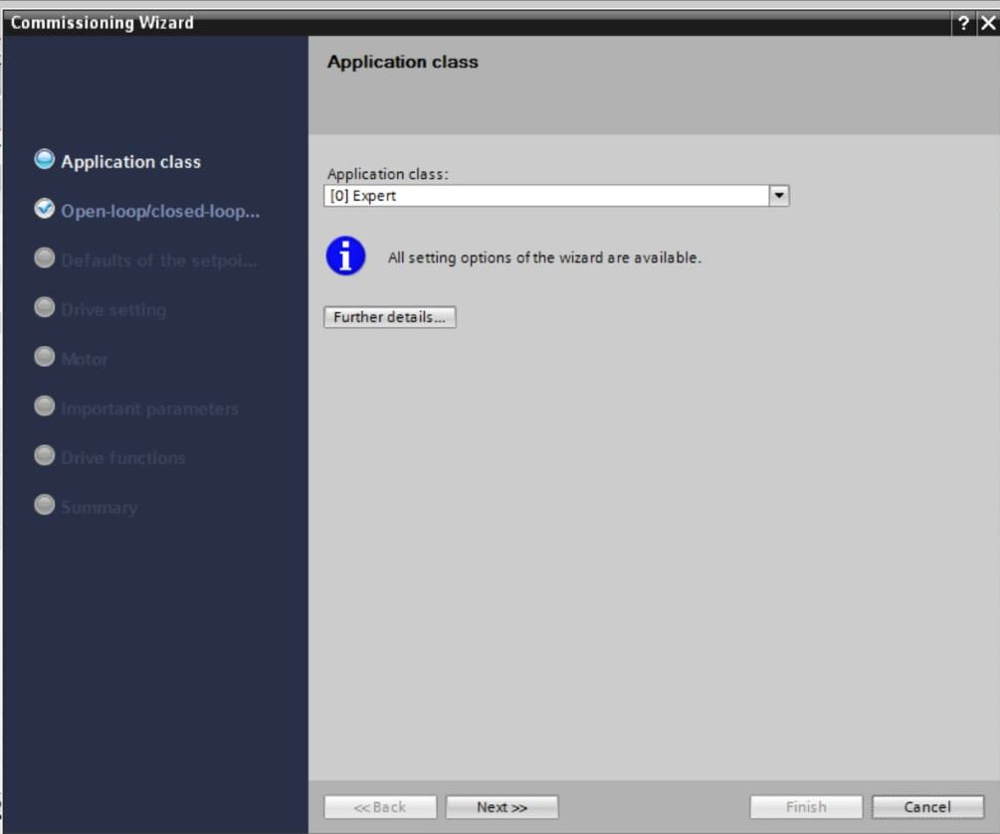 Commissioning Wizard
?
Application class
Application class
Open-loop/closed-loop...
Defaults of the setpoi...
Drive setting
Motor
Important parameters
Drive functions
Summary
Application class:
[0] Expert
i
All setting options of the wizard are available.
Further details...
<<Back
Next>>
Finish
Cancel